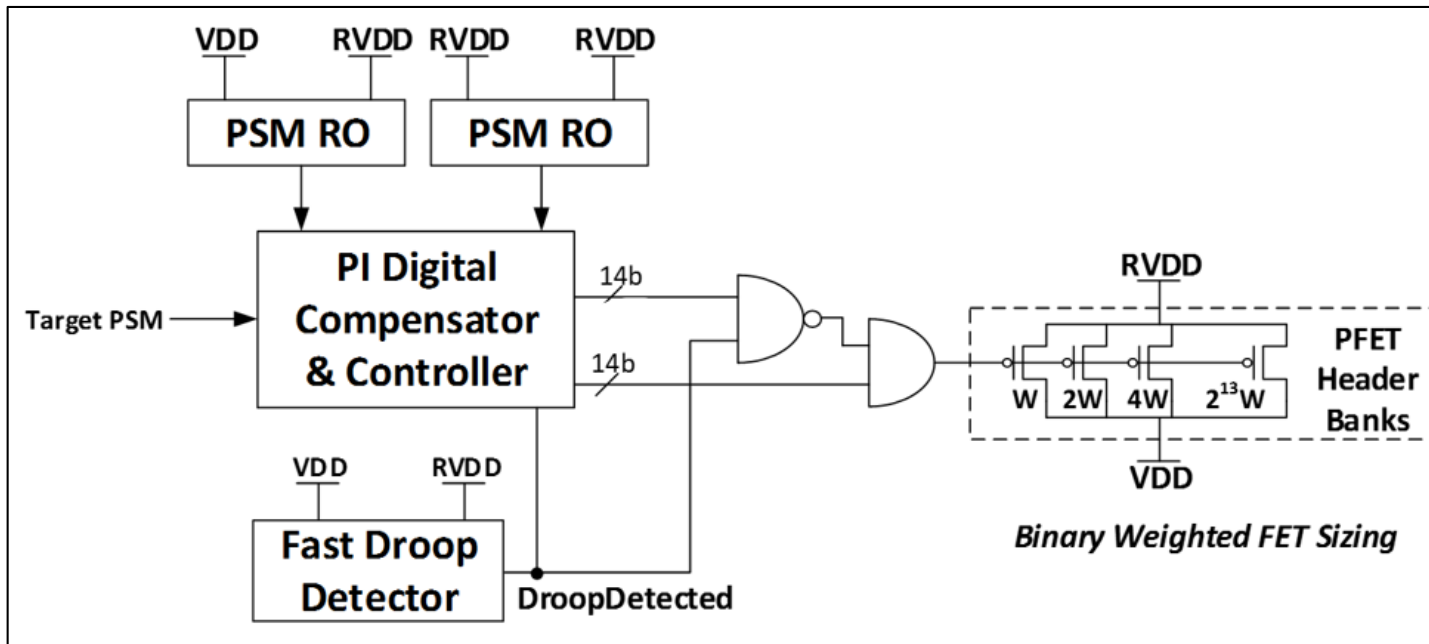 VDD RVDD RVDD RVDD
PSM RO PSM RO
PI Digital
Compensator
& Controller
Target PSM
14b
14b
RVDD
PFET
Header
Banks
W 2W 4W 2¹³W
VDD
Binary Weighted FET Sizing
VDD RVDD
Fast Droop
Detector
DroopDetected